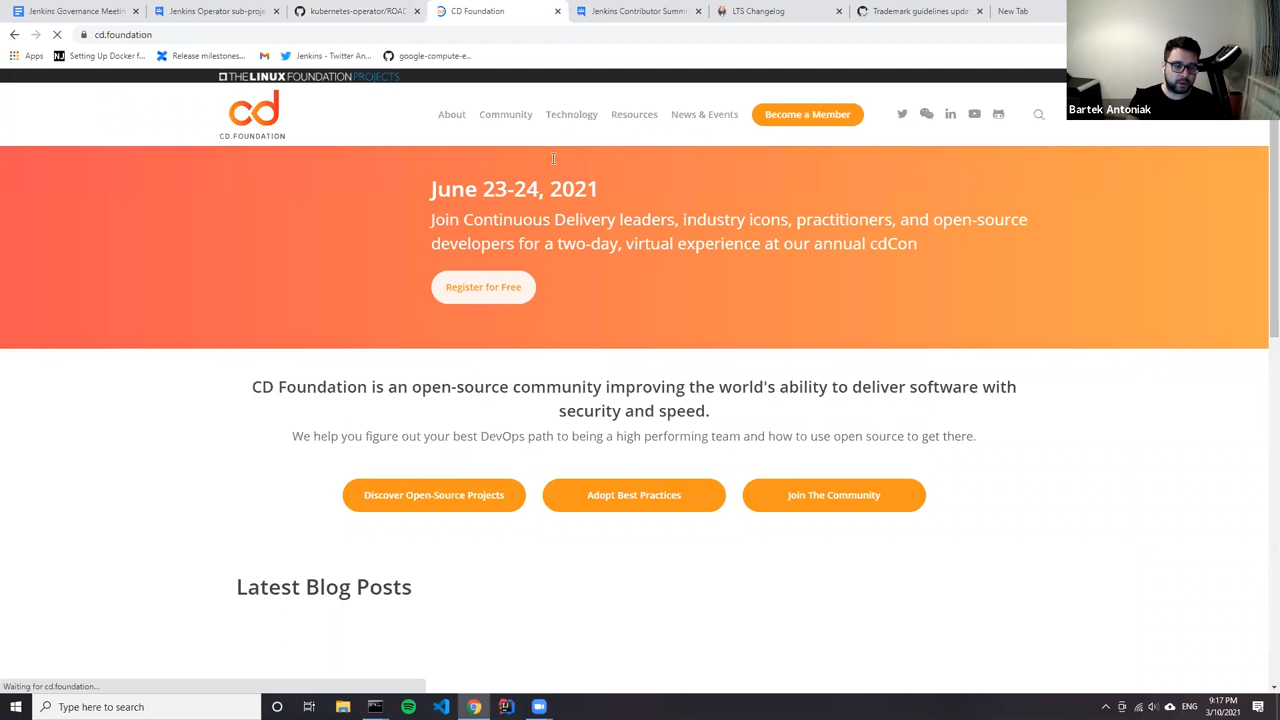 Jenkins Governance Meetin
Jenkins Operator sub-proje
kubernetes-operator/ROAD
CD Foundation
Jenkins Contributor Summ
LTS Changelog
Trademark guidelines upda
New Tab
cd.foundation
Apps
Setting Up Docker f...
Release milestones...
Jenkins - Twitter An...
google-compute-e...
Bartek Antoniak
THE LINUX FOUNDATION PROJECTS
cd
CD.FOUNDATION
About
Community
Technology
Resources
News & Events
Become a Member
June 23-24, 2021
Join Continuous Delivery leaders, industry icons, practitioners, and open-source
developers for a two-day, virtual experience at our annual cdCon
Register for Free
CD Foundation is an open-source community improving the world's ability to deliver software with
security and speed.
We help you figure out your best DevOps path to being a high performing team and how to use open source to get there.
Discover Open-Source Projects
Adopt Best Practices
Join The Community
Latest Blog Posts
Waiting for cd.foundation...
Type here to search
ENG
9:17 PM
3/10/2021